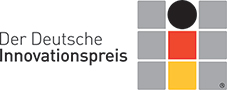 Der Deutsche
Innovationspreis
®